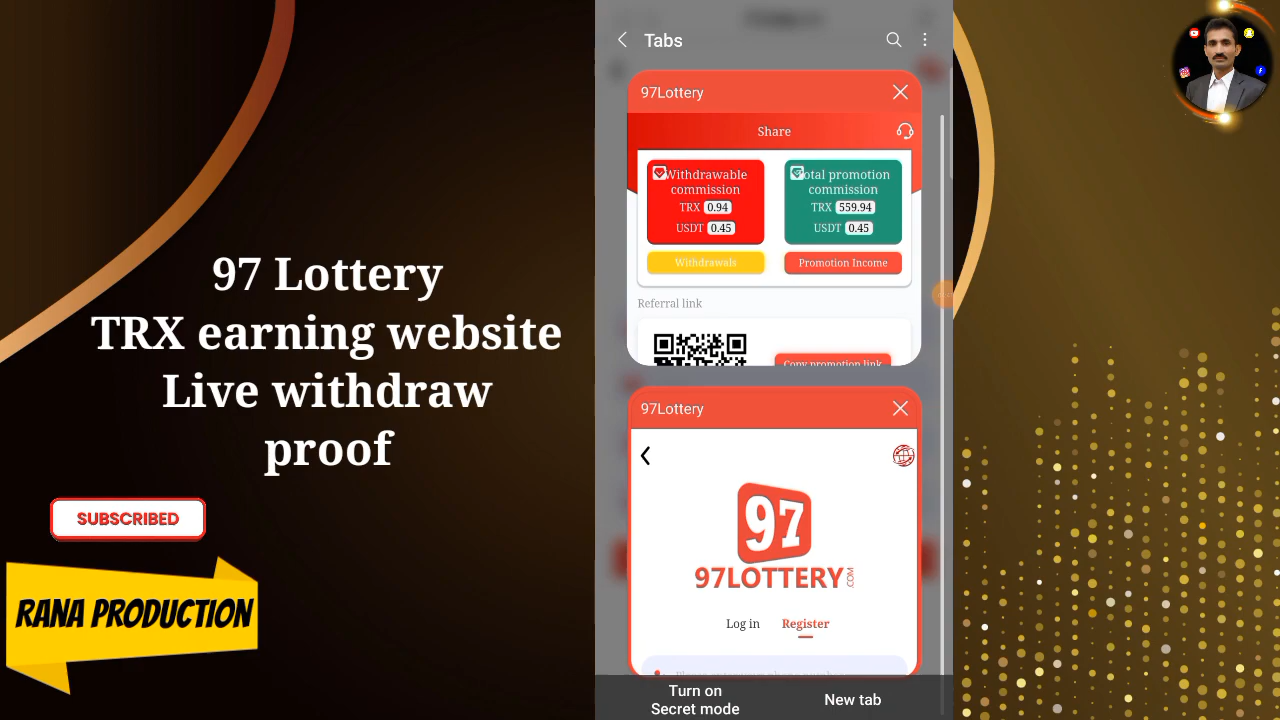 97 Lottery
TRX earning website
Live withdraw
proof
SUBSCRIBED
RANA PRODUCTION
Tabs
97Lottery
Share
Withdrawable
commission
TRX 0.94
USDT 0.45
Withdrawals
Total promotion
commission
TRX 559.94
USDT 0.45
Promotion Income
Referral link
Copy promotion link
97Lottery
97
97LOTTERY.COM
Log in
Register
Turn on
Secret mode
New tab